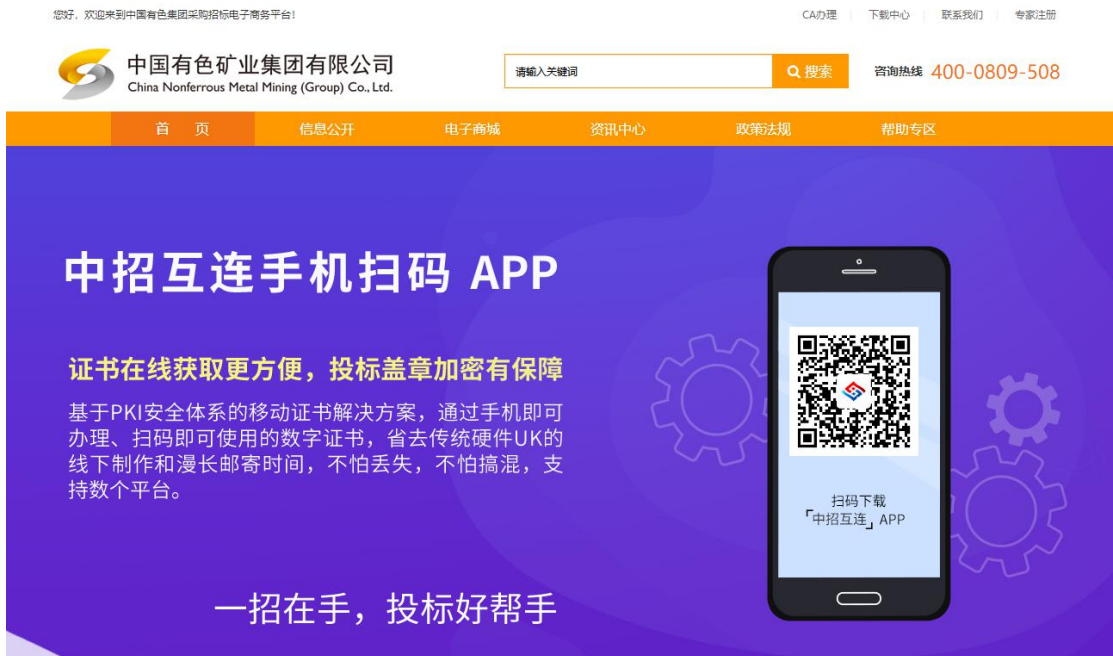 您好，欢迎来到中国有色集团采购招标电子商务平台!
CA办理 下载中心 联系我们 专家注册
中国有色矿业集团有限公司
China Nonferrous Metal Mining (Group) Co., Ltd.
请输入关键词
搜索
咨询热线 400-0809-508
首 页 信息公开 电子商城 资讯中心 政策法规 帮助专区
中招互连手机扫码 APP
证书在线获取更方便，投标盖章加密有保障
基于PKI安全体系的移动证书解决方案，通过手机即可
办理、扫码即可使用的数字证书，省去传统硬件UK的
线下制作和漫长邮寄时间，不怕丢失，不怕搞混，支
持数个平台。
扫码下载
「中招互连」APP
一招在手，投标好帮手